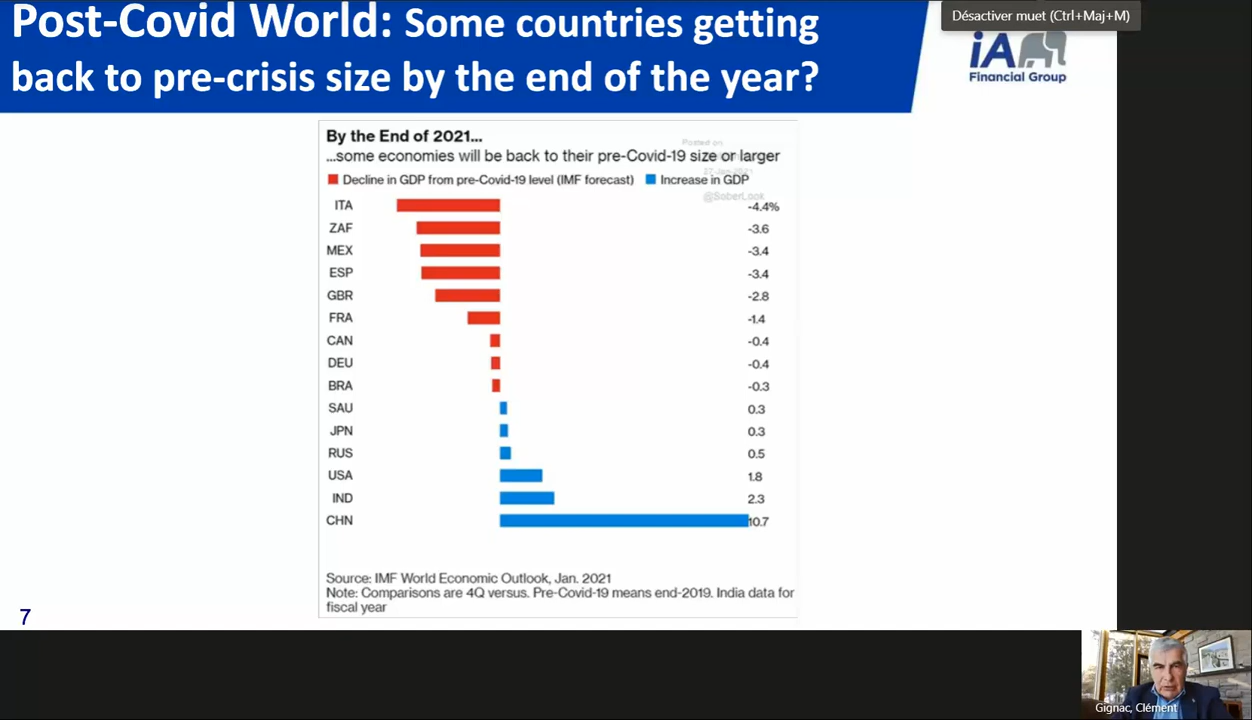 Post-Covid World: Some countries getting
back to pre-crisis size by the end of the year?
Désactiver muet (Ctrl+Maj+M)
iA
Financial Group
By the End of 2021...
...some economies will be back to their pre-Covid-19 size or larger
Posted on
@SoberLook
Decline in GDP from pre-Covid-19 level (IMF forecast) Increase in GDP
ITA -4.4%
ZAF -3.6
MEX -3.4
ESP -3.4
GBR -2.8
FRA -1.4
CAN -0.4
DEU -0.4
BRA -0.3
SAU 0.3
JPN 0.3
RUS 0.5
USA 1.8
IND 2.3
CHN 10.7
Source: IMF World Economic Outlook, Jan. 2021
Note: Comparisons are 4Q versus. Pre-Covid-19 means end-2019. India data for
fiscal year
7
Gignac, Clément